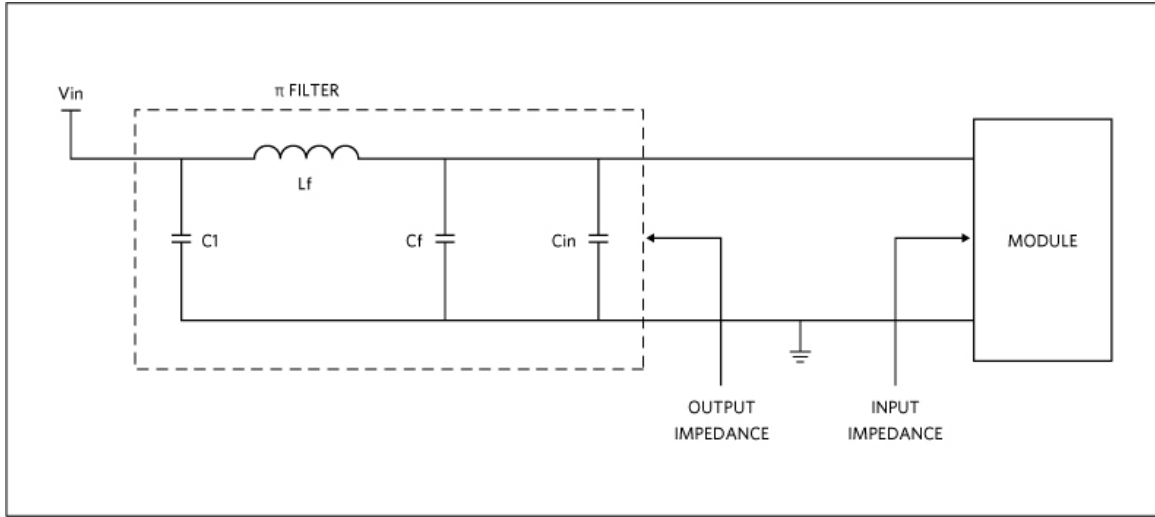 π FILTER
Vin
Lf
C1
Cf
Cin
MODULE
OUTPUT
IMPEDANCE
INPUT
IMPEDANCE